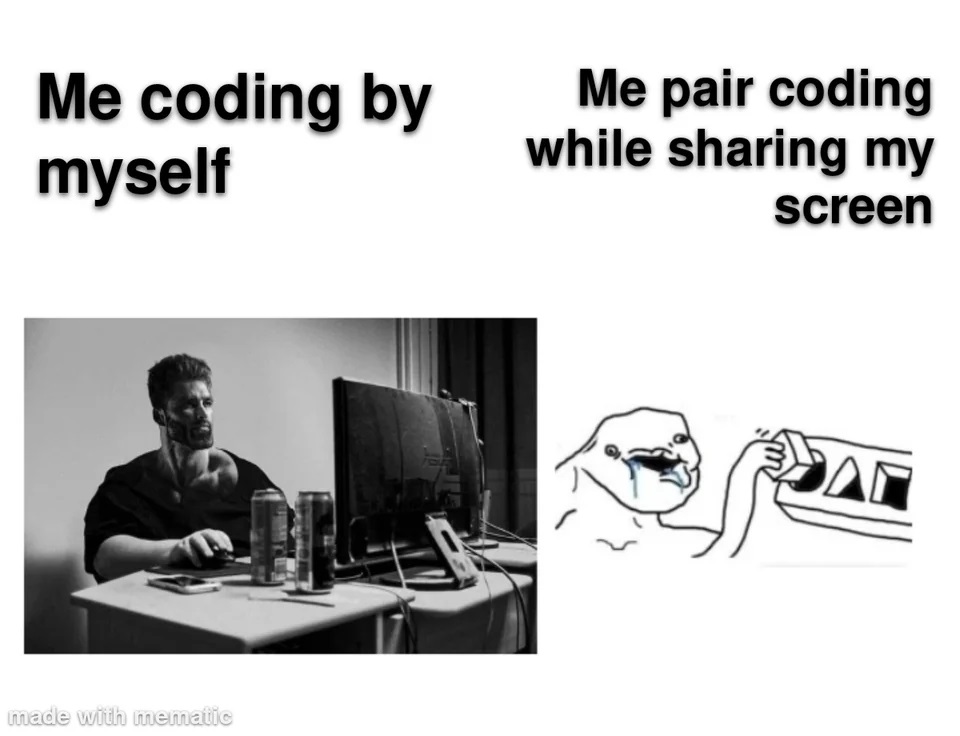 Me coding by
myself
Me pair coding
while sharing my
screen
made with mematic